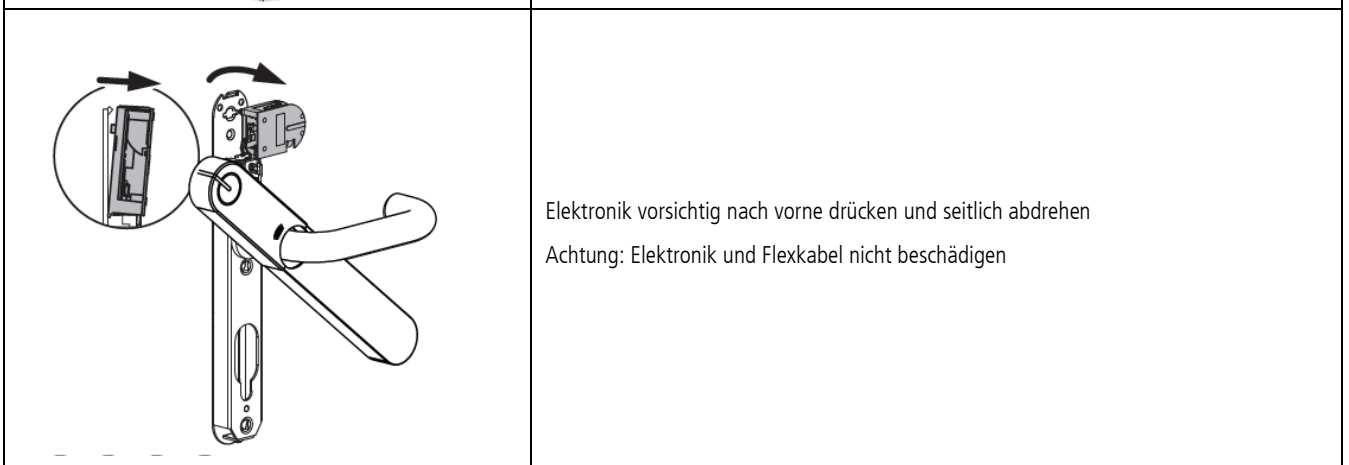 Elektronik vorsichtig nach vorne drücken und seitlich abdrehen
Achtung: Elektronik und Flexkabel nicht beschädigen